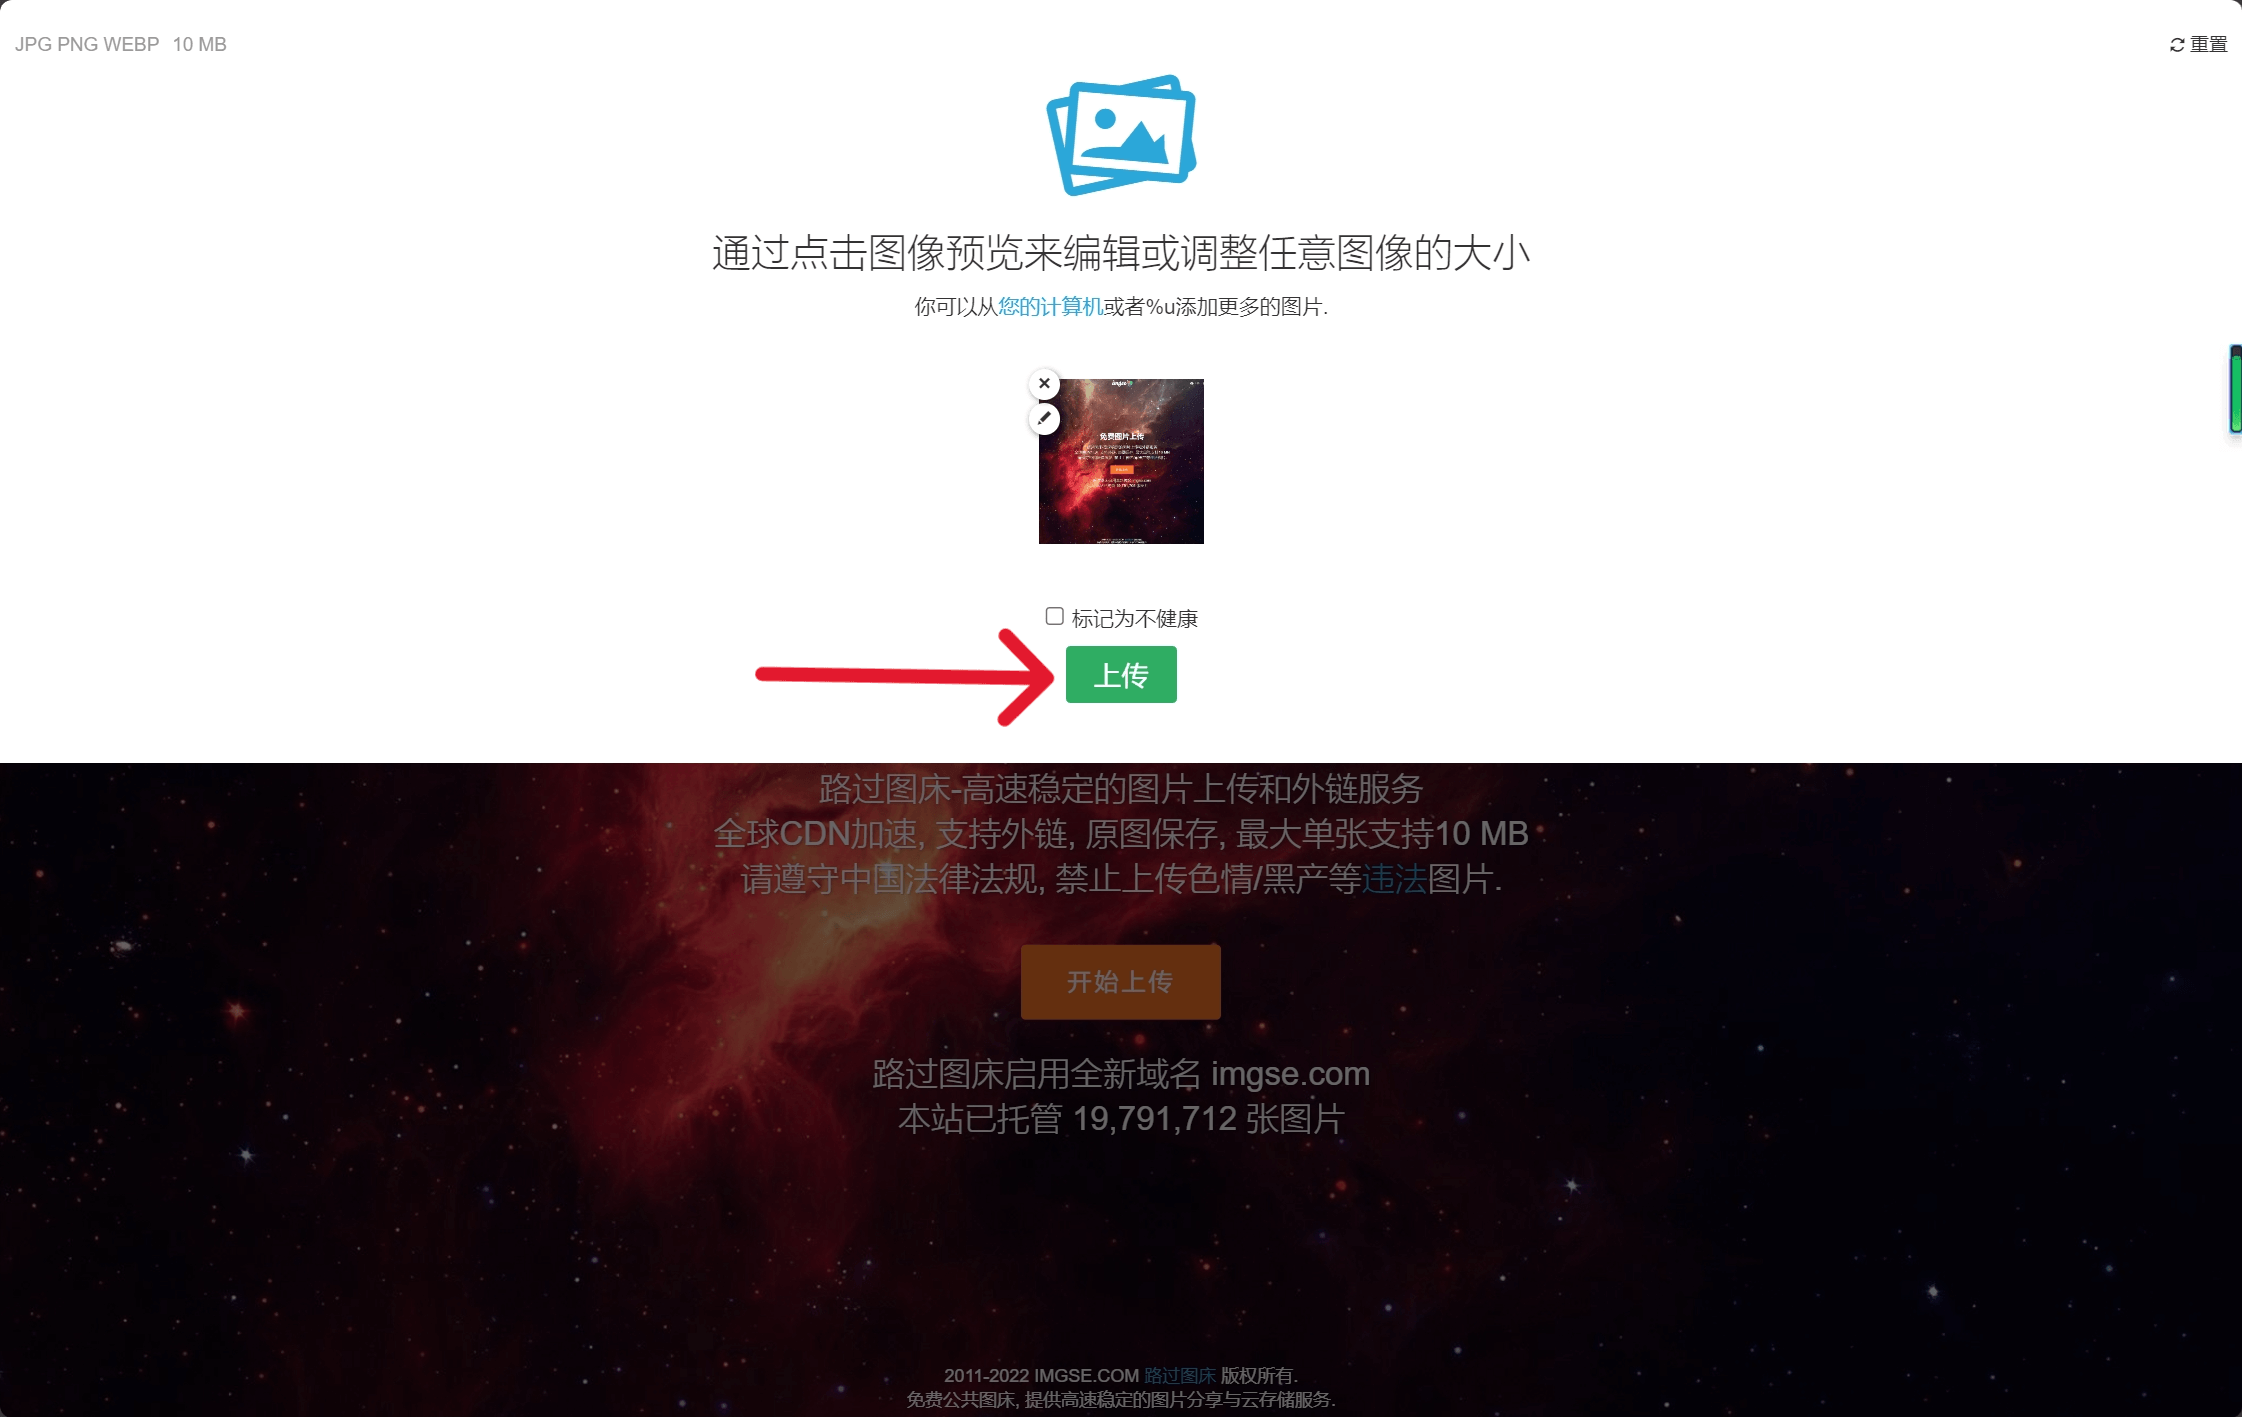 JPG PNG WEBP 10 MB
重置
通过点击图像预览来编辑或调整任意图像的大小
你可以从您的计算机或者%u添加更多的图片.
imgse
免费图片上传
标记为不健康
上传
路过图床-高速稳定的图片上传和外链服务
全球CDN加速, 支持外链, 原图保存, 最大单张支持10 MB
请遵守中国法律法规, 禁止上传色情/黑产等违法图片.
开始上传
路过图床启用全新域名 imgse.com
本站已托管 19,791,712 张图片
2011-2022 IMGSE.COM 路过图床 版权所有.
免费公共图床, 提供高速稳定的图片分享与云存储服务.